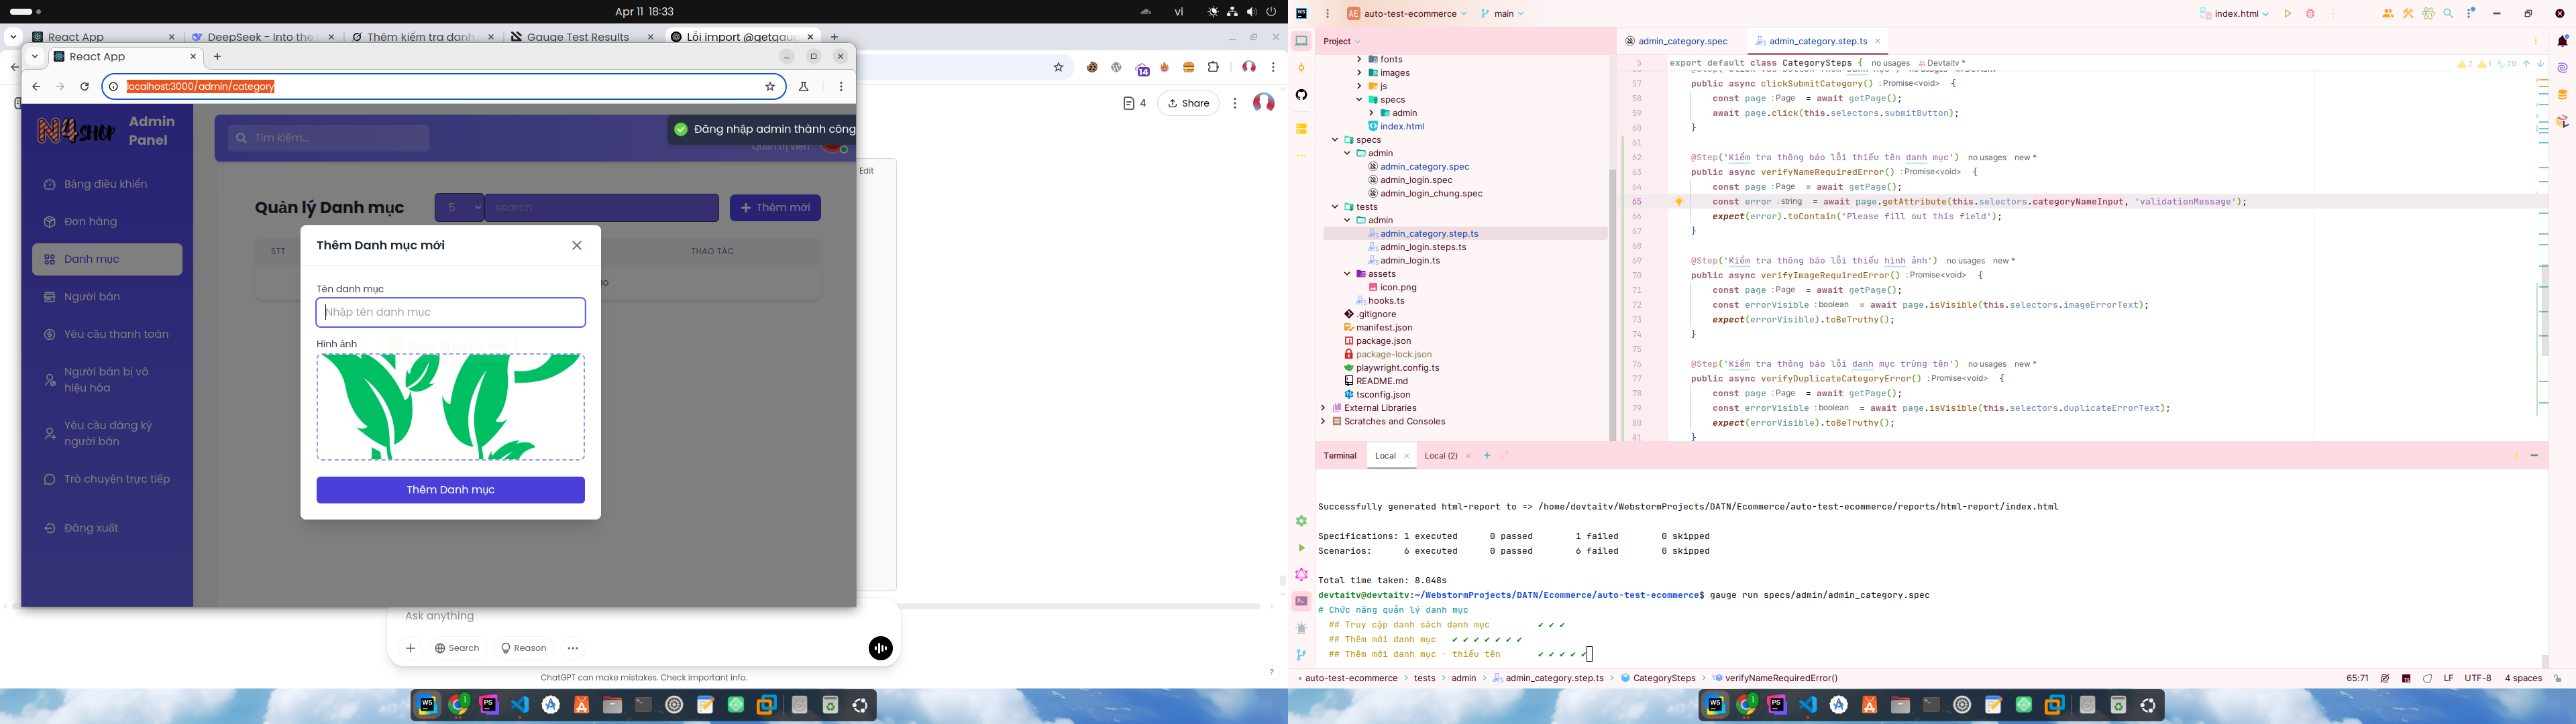 Apr 11 18:33
vi
React App
DeepSeek - Into the
Thêm kiểm tra danh
Gauge Test Results
Lỗi import @getgau
React App
localhost:3000/admin/category
14
4
Share
N4 SHOP
Admin Panel
Tìm kiếm...
Đăng nhập admin thành công
Quản trị viên
Edit
Bảng điều khiển
Đơn hàng
Danh mục
Người bán
Yêu cầu thanh toán
Người bán bị vô hiệu hóa
Yêu cầu đăng ký người bán
Trò chuyện trực tiếp
Đăng xuất
Quản lý Danh mục
5
search
Thêm mới
STT
THAO TÁC
Thêm Danh mục mới
Tên danh mục
Nhập tên danh mục
Hình ảnh
Thêm Danh mục
Ask anything
Search
Reason
ChatGPT can make mistakes. Check important info.
?
WS
AE
auto-test-ecommerce
main
index.html
Project
fonts
images
js
specs
admin
index.html
specs
admin
admin_category.spec
admin_login.spec
admin_login_chung.spec
tests
admin
admin_category.step.ts
admin_login.steps.ts
admin_login.ts
assets
icon.png
hooks.ts
.gitignore
manifest.json
package.json
package-lock.json
playwright.config.ts
README.md
tsconfig.json
External Libraries
Scratches and Consoles
admin_category.spec
admin_category.step.ts
2 1 29
5 export default class CategorySteps { no usages Devtaitv *
57 public async clickSubmitCategory() : Promise<void> {
58 const page : Page = await getPage();
59 await page.click(this.selectors.submitButton);
60 }
61
62 @Step('Kiểm tra thông báo lỗi thiếu tên danh mục') no usages new *
63 public async verifyNameRequiredError() : Promise<void> {
64 const page : Page = await getPage();
65 const error : string = await page.getAttribute(this.selectors.categoryNameInput, 'validationMessage');
66 expect(error).toContain('Please fill out this field');
67 }
68
69 @Step('Kiểm tra thông báo lỗi thiếu hình ảnh') no usages new *
70 public async verifyImageRequiredError() : Promise<void> {
71 const page : Page = await getPage();
72 const errorVisible : boolean = await page.isVisible(this.selectors.imageErrorText);
73 expect(errorVisible).toBeTruthy();
74 }
75
76 @Step('Kiểm tra thông báo lỗi danh mục trùng tên') no usages new *
77 public async verifyDuplicateCategoryError() : Promise<void> {
78 const page : Page = await getPage();
79 const errorVisible : boolean = await page.isVisible(this.selectors.duplicateErrorText);
80 expect(errorVisible).toBeTruthy();
81 }
Terminal
Local
Local (2)
Successfully generated html-report to => /home/devtaitv/WebstormProjects/DATN/Ecommerce/auto-test-ecommerce/reports/html-report/index.html
Specifications: 1 executed 0 passed 1 failed 0 skipped
Scenarios: 6 executed 0 passed 6 failed 0 skipped
Total time taken: 8.048s
devtaitv@devtaitv:~/WebstormProjects/DATN/Ecommerce/auto-test-ecommerce$ gauge run specs/admin/admin_category.spec
# Chức năng quản lý danh mục
## Truy cập danh sách danh mục ✔ ✔ ✔
## Thêm mới danh mục ✔ ✔ ✔ ✔ ✔ ✔ ✔
## Thêm mới danh mục - thiếu tên ✔ ✔ ✔ ✔ ✔
auto-test-ecommerce > tests > admin > admin_category.step.ts > CategorySteps > verifyNameRequiredError()
65:71
LF
UTF-8
4 spaces